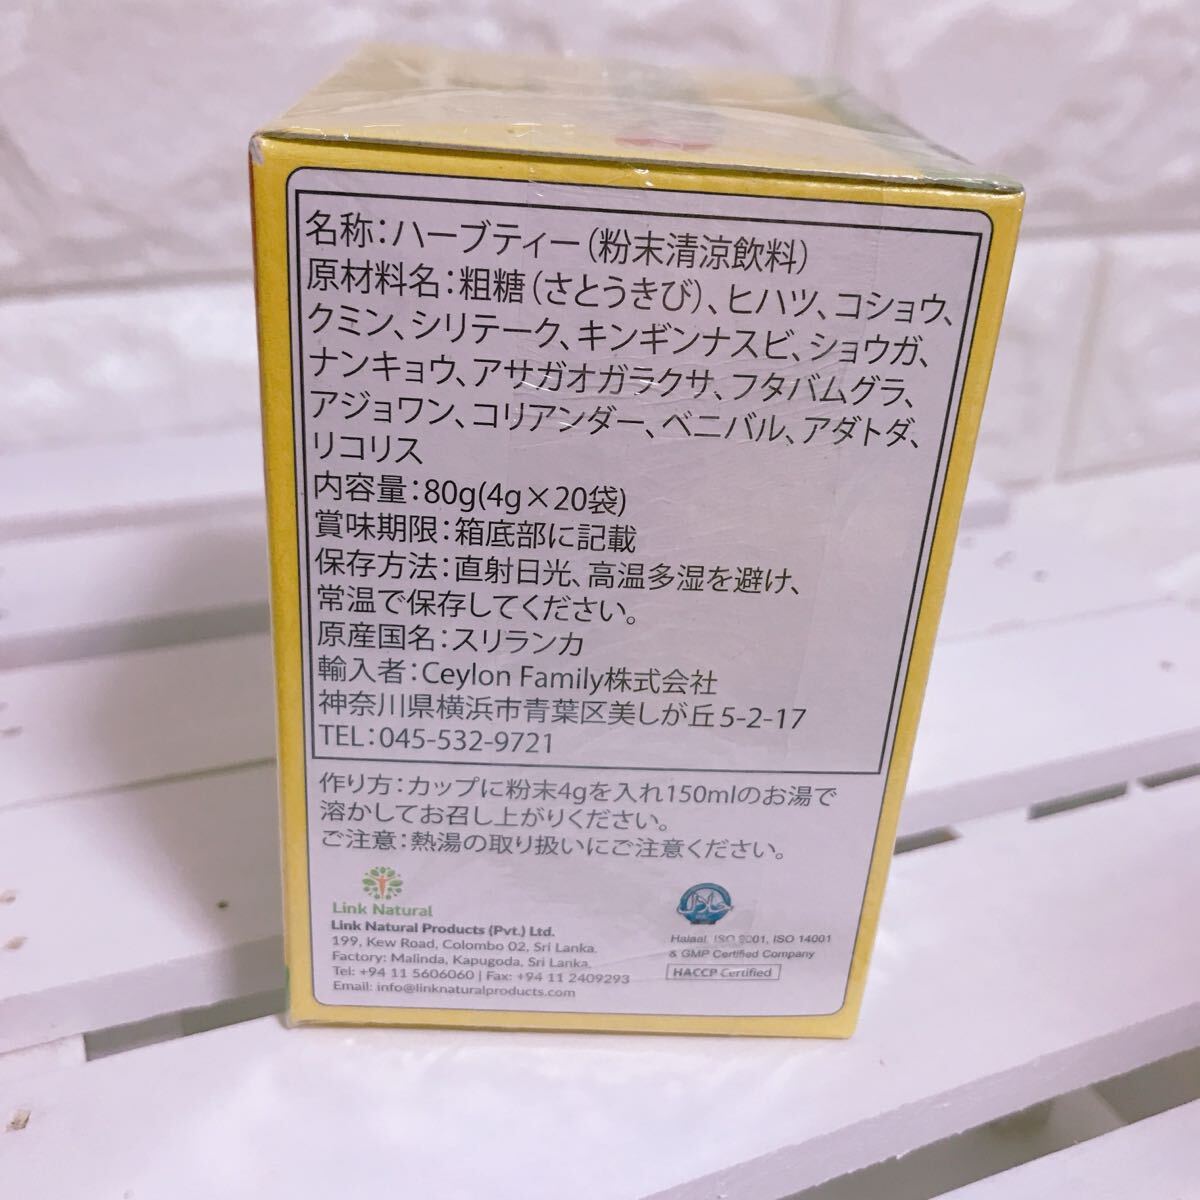 名称：ハーブティー（粉末清涼飲料）
原材料名：粗糖（さとうきび）、ヒハツ、コショウ、
クミン、シリテーク、キンギンナスビ、ショウガ、
ナンキョウ、アサガオガラクサ、フタバムグラ、
アジョワン、コリアンダー、ベニバル、アダトダ、
リコリス
内容量：80g(4g×20袋)
賞味期限：箱底部に記載
保存方法：直射日光、高温多湿を避け、
常温で保存してください。
原産国名：スリランカ
輸入者：Ceylon Family株式会社
神奈川県横浜市青葉区美しが丘5-2-17
TEL：045-532-9721
作り方：カップに粉末4gを入れ150mlのお湯で
溶かしてお召し上がりください。
ご注意：熱湯の取り扱いにご注意ください。
Link Natural
Link Natural Products (Pvt.) Ltd.
199, Kew Road, Colombo 02, Sri Lanka.
Factory: Malinda, Kapugoda, Sri Lanka.
Tel: +94 11 5606060 | Fax: +94 11 2409293
Email: info@linknaturalproducts.com
Halaal, ISO 9001, ISO 14001
& GMP Certified Company
HACCP Certified